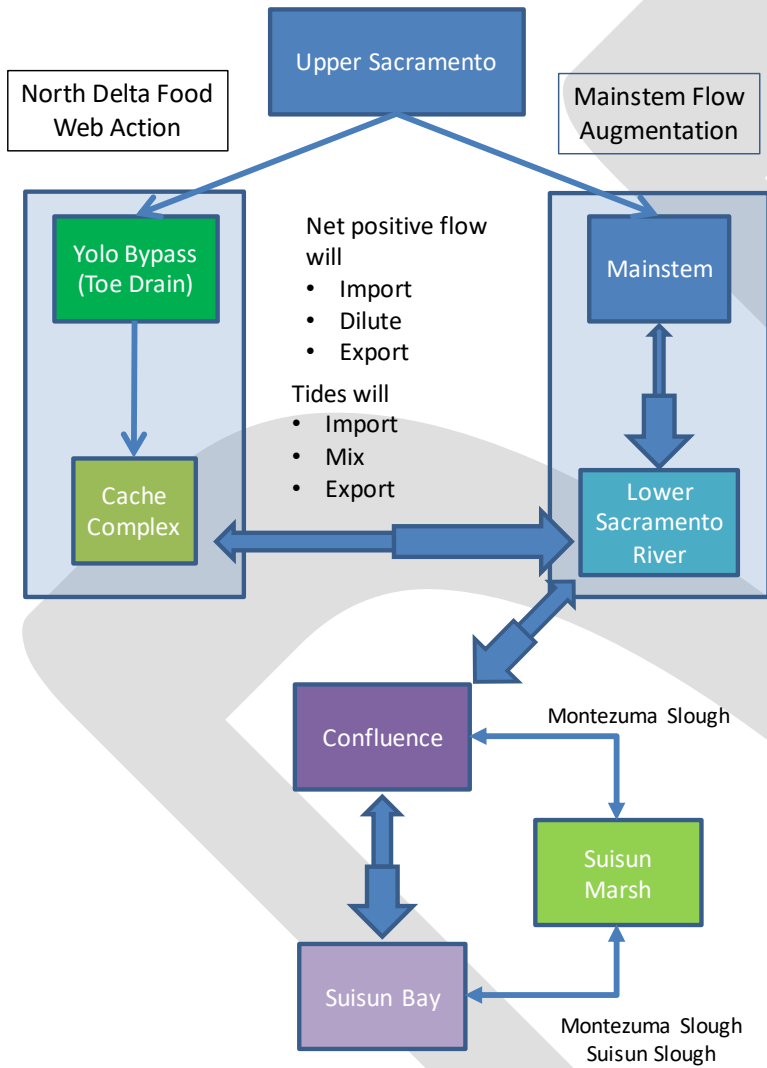 Upper Sacramento
North Delta Food
Web Action
Mainstem Flow
Augmentation
Yolo Bypass
(Toe Drain)
Net positive flow
will
• Import
• Dilute
• Export
Mainstem
Tides will
• Import
• Mix
• Export
Cache
Complex
Lower
Sacramento
River
Confluence
Montezuma Slough
Suisun
Marsh
Suisun Bay
Montezuma Slough
Suisun Slough